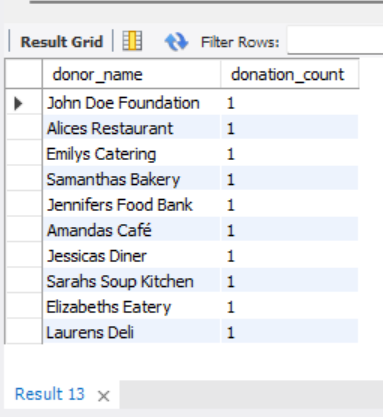 Result Grid Filter Rows:
donor_name donation_count
John Doe Foundation 1
Alices Restaurant 1
Emilys Catering 1
Samanthas Bakery 1
Jennifers Food Bank 1
Amandas Café 1
Jessicas Diner 1
Sarahs Soup Kitchen 1
Elizabeths Eatery 1
Laurens Deli 1
Result 13